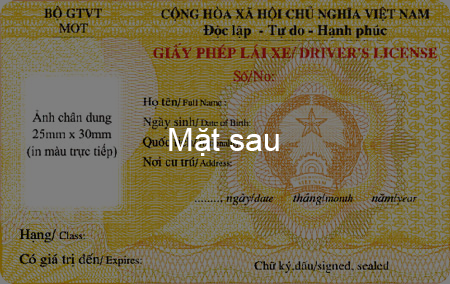 BỘ GTVT
MOT
CỘNG HÒA XÃ HỘI CHỦ NGHĨA VIỆT NAM
Độc lập - Tự do - Hạnh phúc
GIẤY PHÉP LÁI XE/ DRIVER'S LICENSE
Số/No:
Ảnh chân dung
25mm x 30mm
(in màu trực tiếp)
Họ tên/ Full Name:
Ngày sinh/ Date of Birth:
Quốc
Mặt sau
Nơi cư trú/ Address:
VIỆT NAM
........, ngày/date tháng/month năm/year
Hạng/ Class:
Có giá trị đến/ Expires:
Chữ ký,dấu/signed, sealed